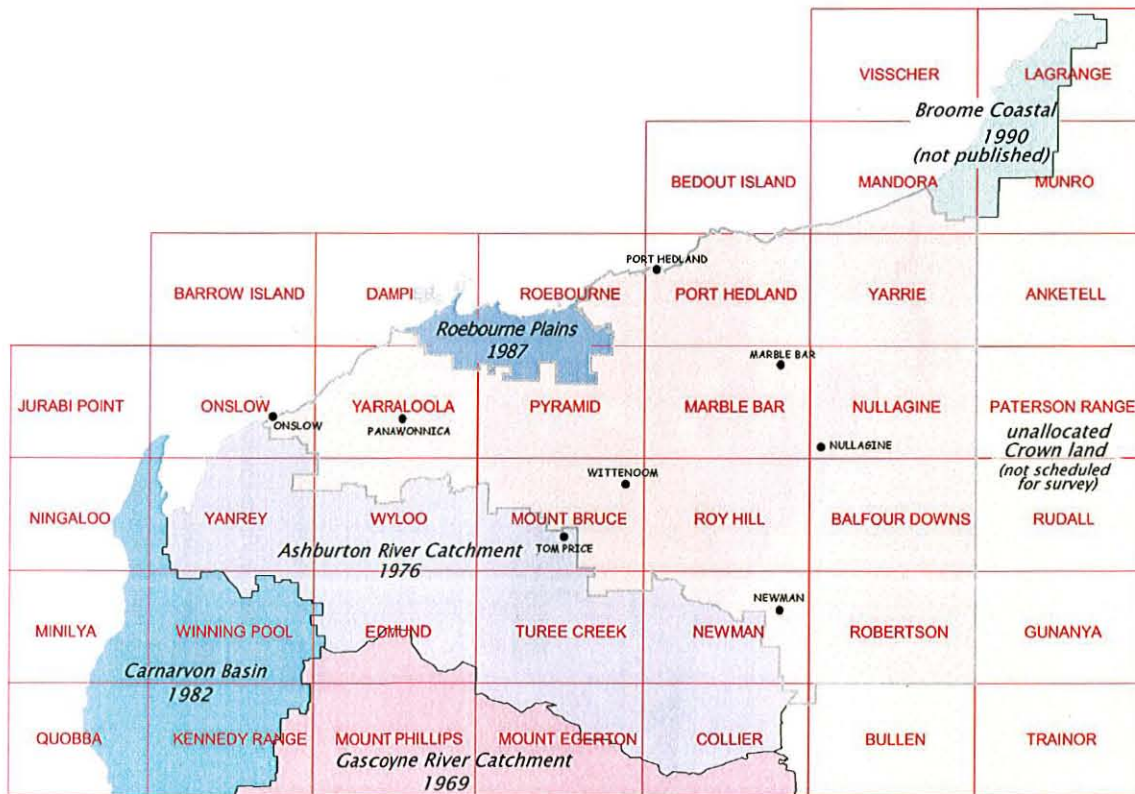 VISSCHER
LAGRANGE
Broome Coastal
1990
(not published)
BEDOUT ISLAND
MANDORA
MUNRO
PORT HEDLAND
BARROW ISLAND
DAMPIER
ROEBOURNE
PORT HEDLAND
YARRIE
ANKETELL
Roebourne Plains
1987
MARBLE BAR
JURABI POINT
ONSLOW
YARRALOOLA
PYRAMID
MARBLE BAR
NULLAGINE
PATERSON RANGE
ONSLOW
PANAWONNICA
unallocated
Crown land
(not scheduled
for survey)
NULLAGINE
WITTENOOM
NINGALOO
YANREY
WYLOO
MOUNT BRUCE
ROY HILL
BALFOUR DOWNS
RUDALL
TOM PRICE
Ashburton River Catchment
1976
NEWMAN
MINILYA
WINNING POOL
EDMUND
TUREE CREEK
NEWMAN
ROBERTSON
GUNANYA
Carnarvon Basin
1982
QUOBBA
KENNEDY RANGE
MOUNT PHILLIPS
MOUNT EGERTON
COLLIER
BULLEN
TRAINOR
Gascoyne River Catchment
1969